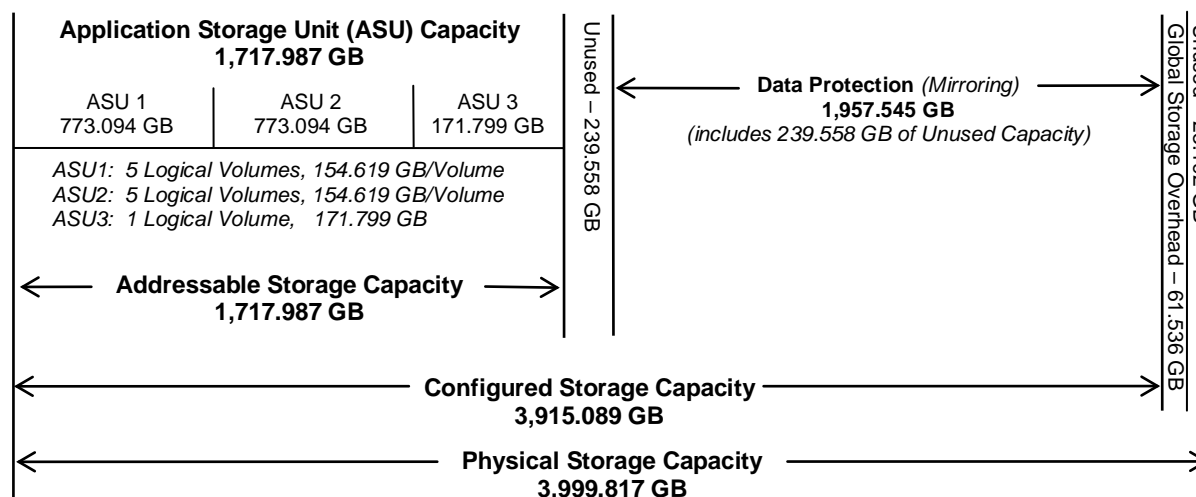 Application Storage Unit (ASU) Capacity
1,717.987 GB
ASU 1
773.094 GB
ASU 2
773.094 GB
ASU 3
171.799 GB
ASU1: 5 Logical Volumes, 154.619 GB/Volume
ASU2: 5 Logical Volumes, 154.619 GB/Volume
ASU3: 1 Logical Volume, 171.799 GB
Addressable Storage Capacity
1,717.987 GB
Unused – 239.558 GB
Data Protection (Mirroring)
1,957.545 GB
(includes 239.558 GB of Unused Capacity)
Global Storage Overhead – 61.536 GB
Configured Storage Capacity
3,915.089 GB
Physical Storage Capacity
3,999.817 GB